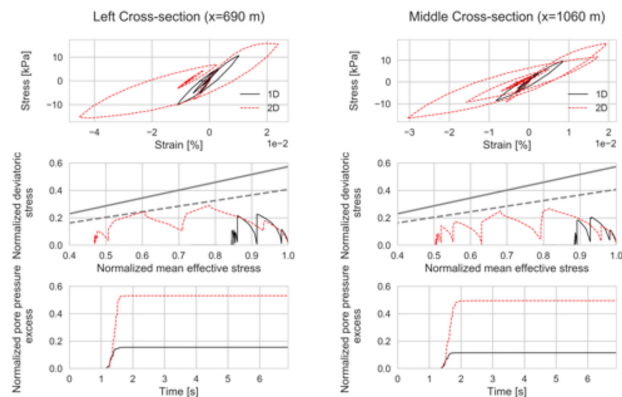 Left Cross-section (x=690 m)
Middle Cross-section (x=1060 m)
Stress [kPa]
10
0
−10
1D
2D
−4
−2
0
2
Strain [%]
1e−2
Stress [kPa]
10
0
−10
1D
2D
−3
−2
−1
0
1
2
Strain [%]
1e−2
Normalized deviatoric
stress
0.6
0.4
0.2
0.0
0.4
0.5
0.6
0.7
0.8
0.9
1.0
Normalized mean effective stress
Normalized deviatoric
stress
0.6
0.4
0.2
0.0
0.4
0.5
0.6
0.7
0.8
0.9
1.0
Normalized mean effective stress
Normalized pore pressure
excess
0.6
0.4
0.2
0.0
0
1
2
3
4
5
6
Time [s]
Normalized pore pressure
excess
0.6
0.4
0.2
0.0
0
1
2
3
4
5
6
Time [s]